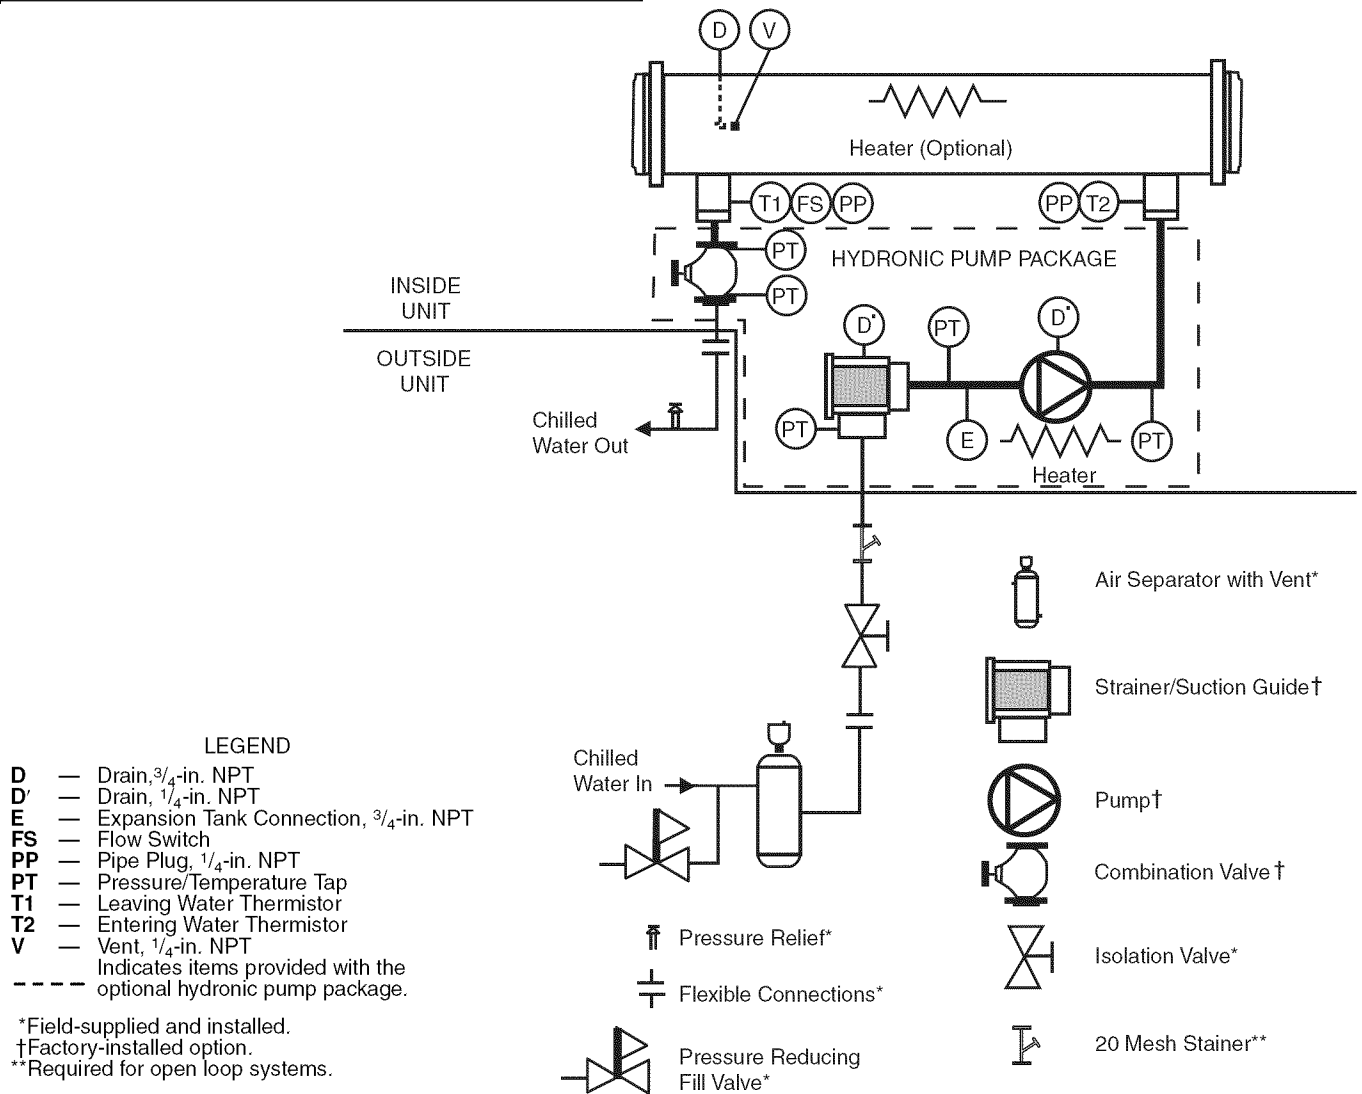 D V
Heater (Optional)
T1 FS PP
PP T2
PT
HYDRONIC PUMP PACKAGE
PT
INSIDE
UNIT
D'
PT
D'
OUTSIDE
UNIT
Chilled
Water Out
PT
E
PT
Heater
Air Separator with Vent*
Strainer/Suction Guide†
Chilled
Water In
Pump†
Combination Valve†
Isolation Valve*
20 Mesh Stainer**
Pressure Relief*
Flexible Connections*
Pressure Reducing
Fill Valve*
LEGEND
D — Drain,3/4-in. NPT
D' — Drain, 1/4-in. NPT
E — Expansion Tank Connection, 3/4-in. NPT
FS — Flow Switch
PP — Pipe Plug, 1/4-in. NPT
PT — Pressure/Temperature Tap
T1 — Leaving Water Thermistor
T2 — Entering Water Thermistor
V — Vent, 1/4-in. NPT
Indicates items provided with the
optional hydronic pump package.
*Field-supplied and installed.
†Factory-installed option.
**Required for open loop systems.